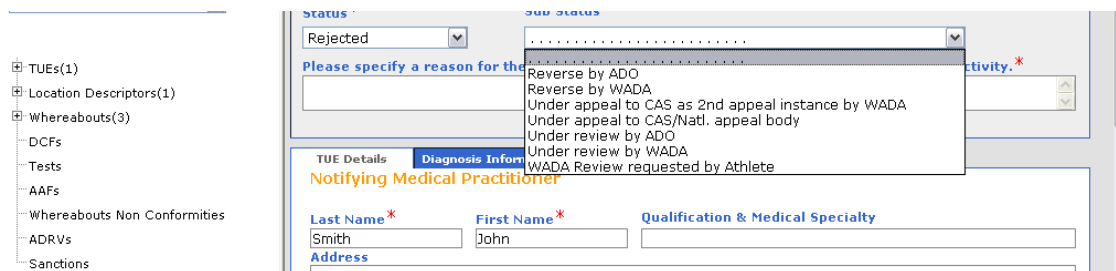 Status *
Sub Status
Rejected
. . . . . . . . . . . . . . . . . . . . . . . . .
. . . . . . . . . . . . . . . . . . . . . . . . .
Please specify a reason for the
tivity.*
Reverse by ADO
Reverse by WADA
Under appeal to CAS as 2nd appeal instance by WADA
Under appeal to CAS/Natl. appeal body
Under review by ADO
Under review by WADA
WADA Review requested by Athlete
TUEs(1)
Location Descriptors(1)
Whereabouts(3)
DCFs
Tests
AAFs
Whereabouts Non Conformities
ADRVs
Sanctions
TUE Details
Diagnosis Inform
Notifying Medical Practitioner
Last Name*
First Name*
Qualification & Medical Specialty
Smith
John
Address